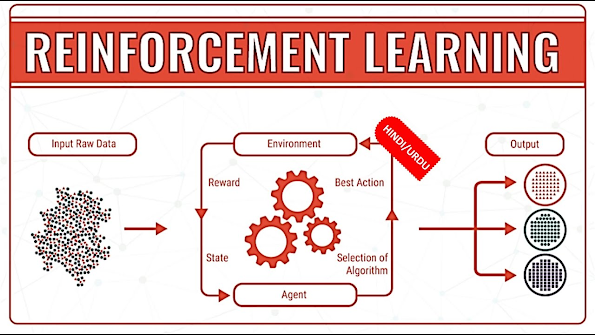 REINFORCEMENT LEARNING
Input Raw Data
Environment
HINDI/URDU
Output
Reward
Best Action
State
Selection of
Algorithm
Agent